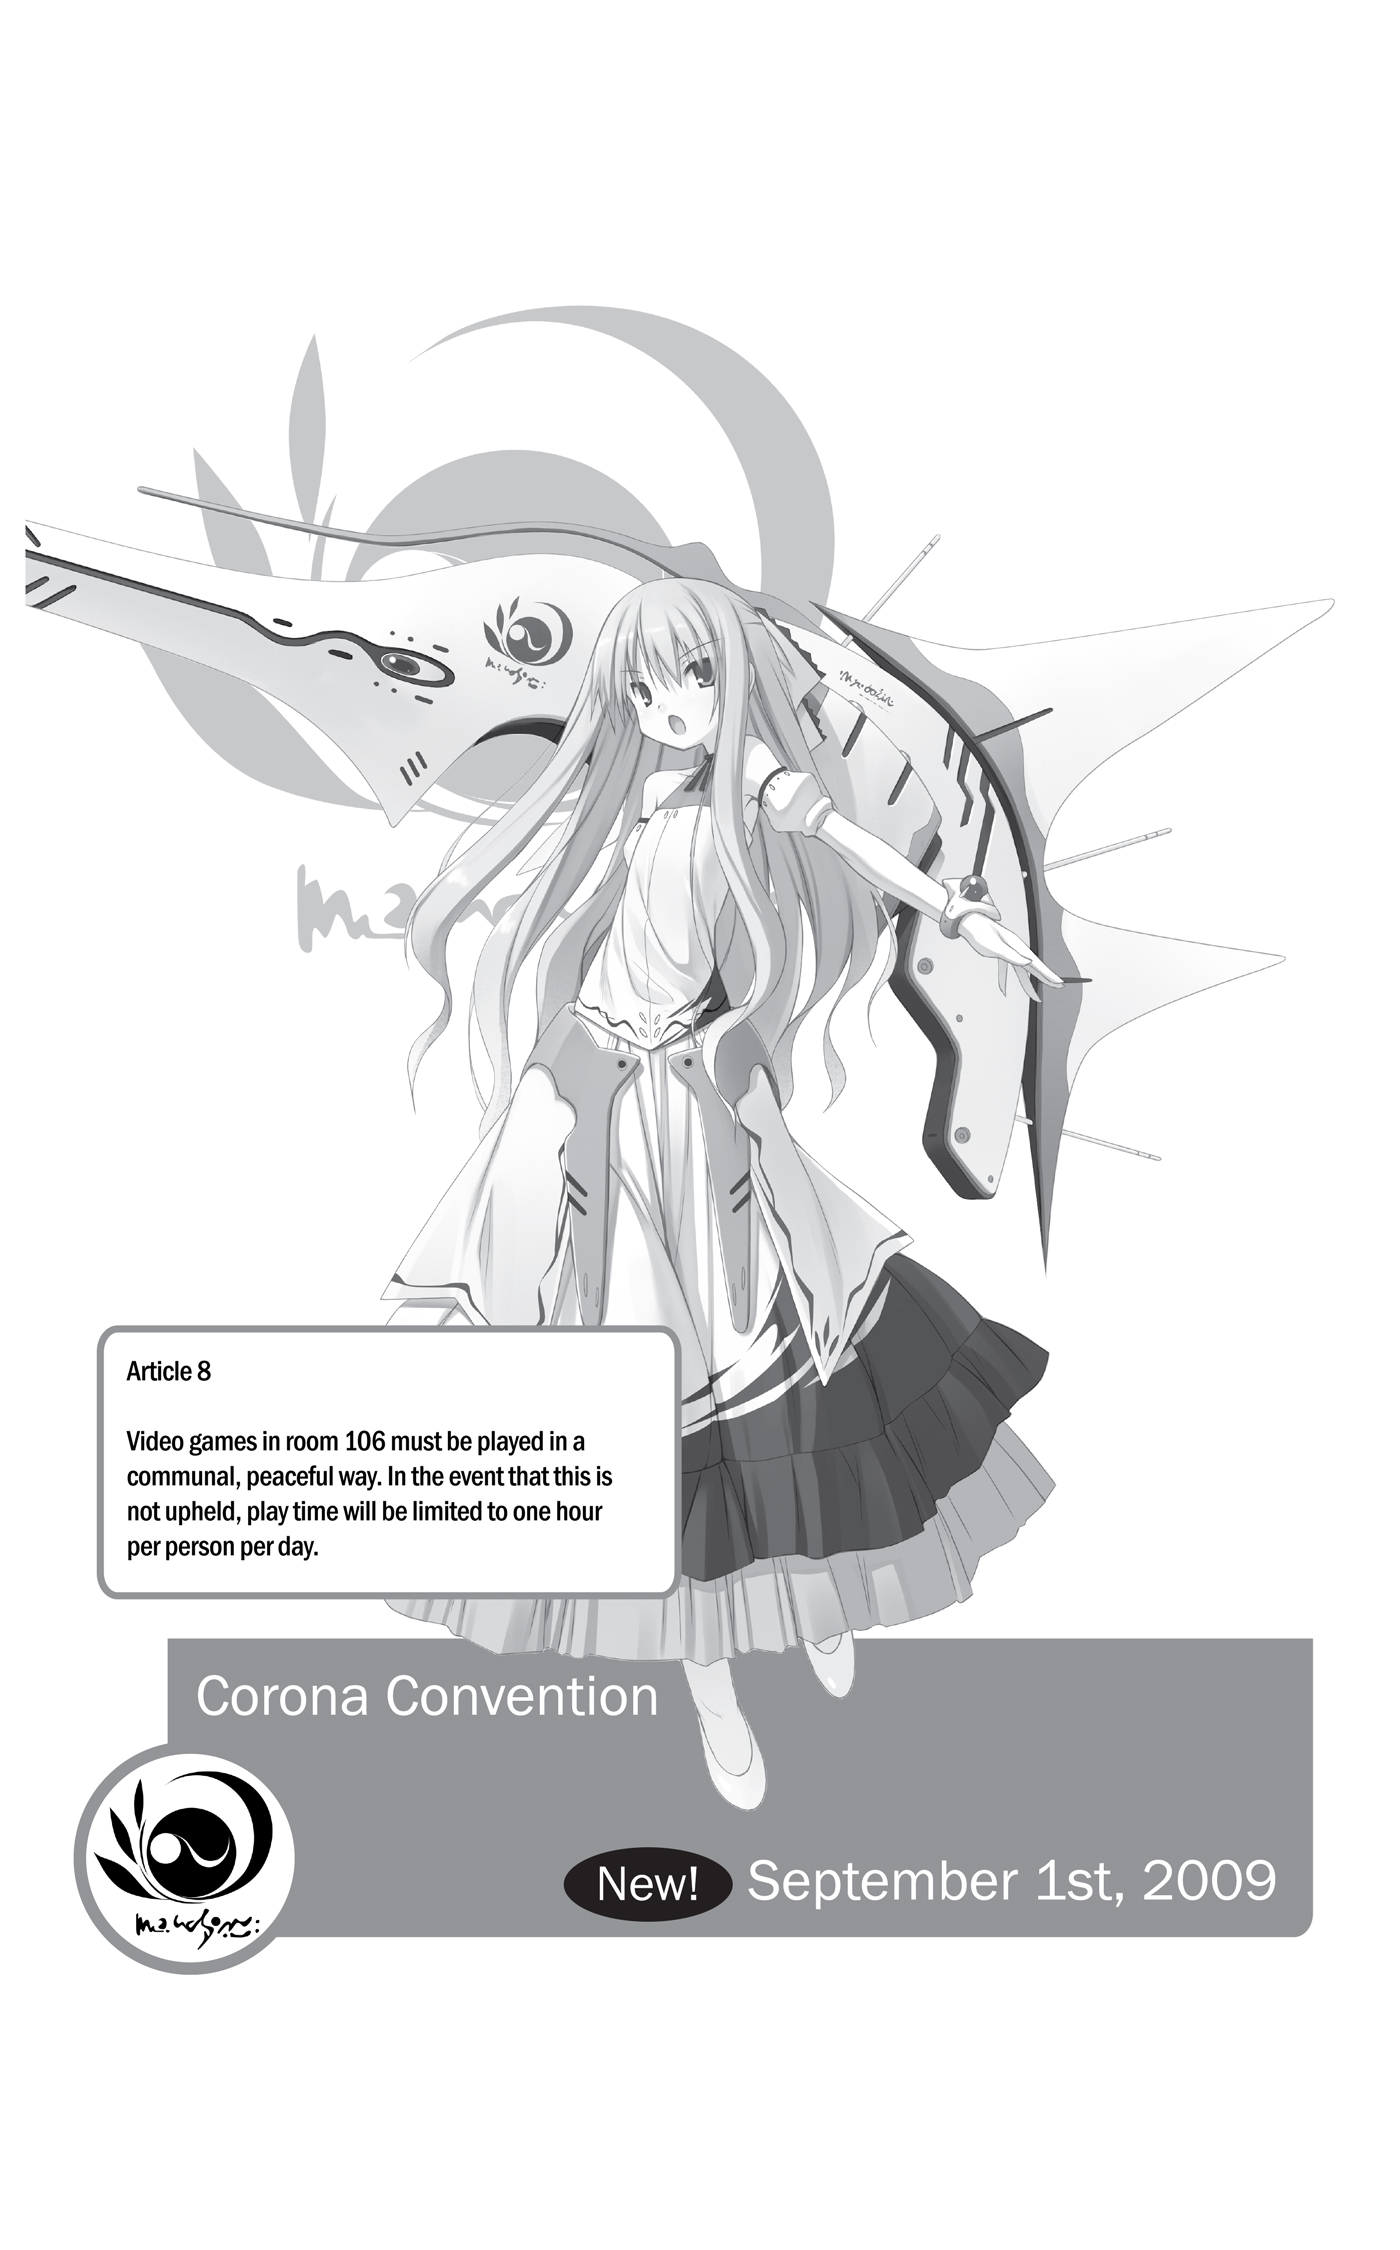 Article 8
Video games in room 106 must be played in a
communal, peaceful way. In the event that this is
not upheld, play time will be limited to one hour
per person per day.
Corona Convention
New! September 1st, 2009